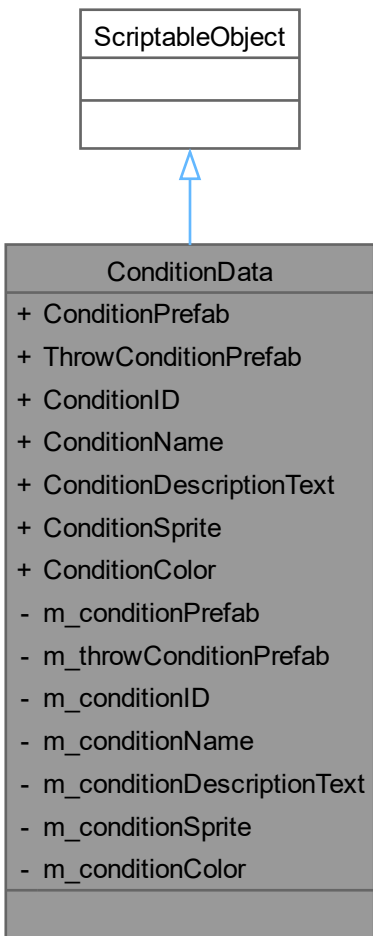 ScriptableObject
ConditionData
+ ConditionPrefab
+ ThrowConditionPrefab
+ ConditionID
+ ConditionName
+ ConditionDescriptionText
+ ConditionSprite
+ ConditionColor
- m_conditionPrefab
- m_throwConditionPrefab
- m_conditionID
- m_conditionName
- m_conditionDescriptionText
- m_conditionSprite
- m_conditionColor